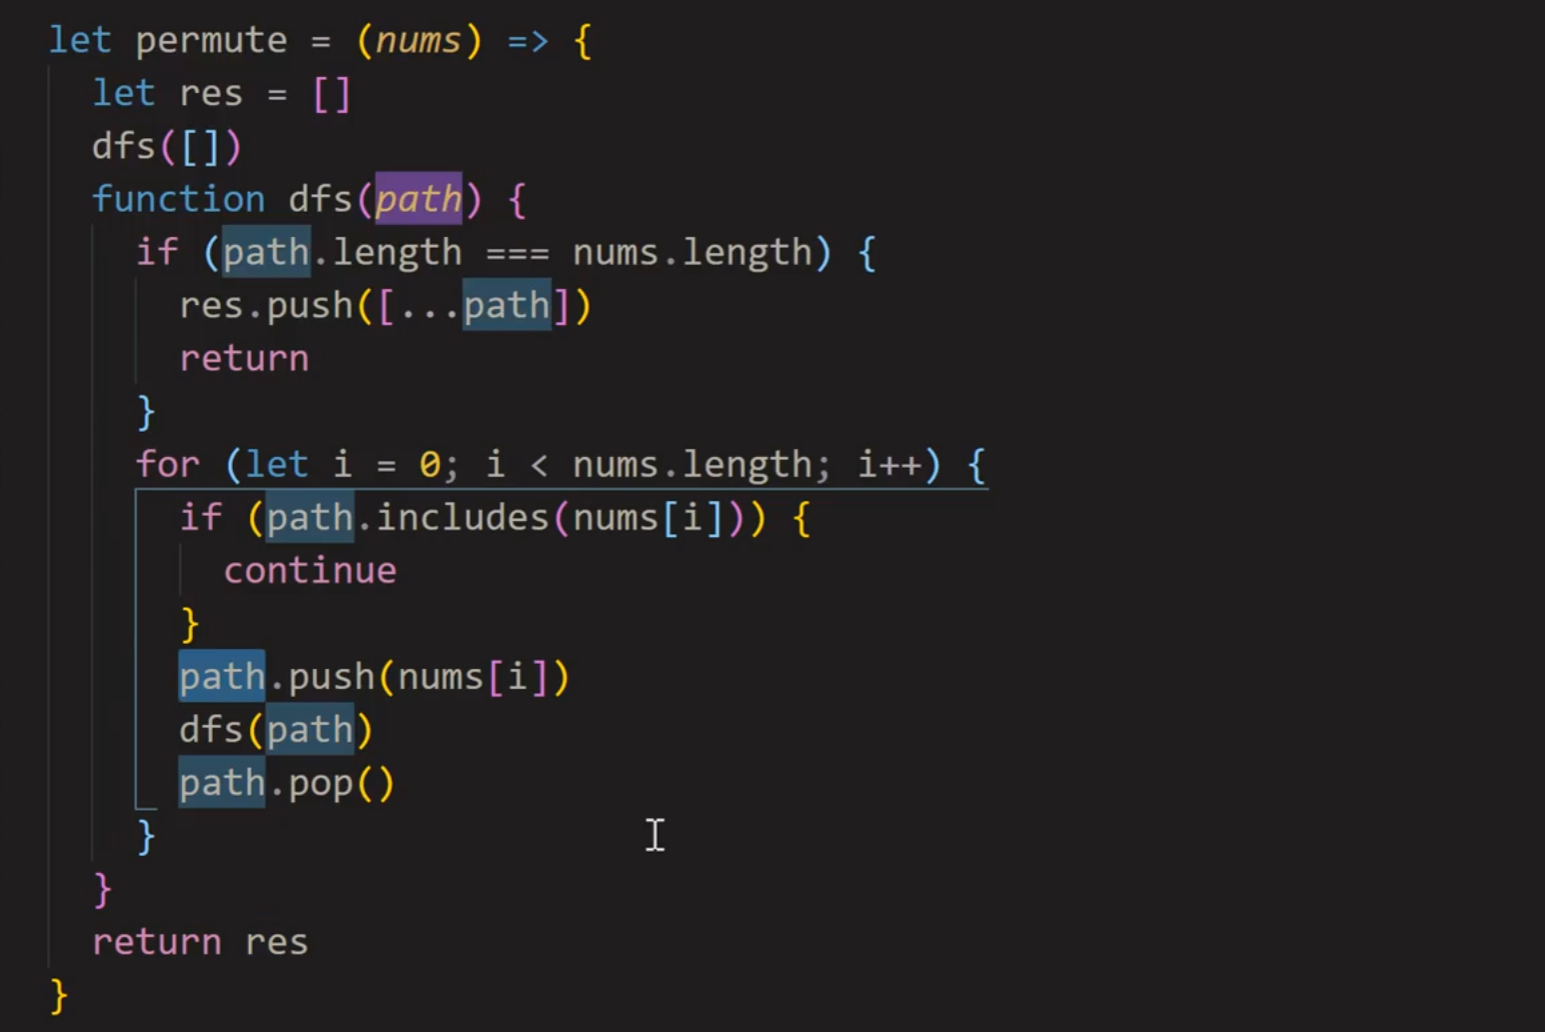 let permute = (nums) => {
  let res = []
  dfs([])
  function dfs(path) {
    if (path.length === nums.length) {
      res.push([...path])
      return
    }
    for (let i = 0; i < nums.length; i++) {
      if (path.includes(nums[i])) {
        continue
      }
      path.push(nums[i])
      dfs(path)
      path.pop()
    }
  }
  return res
}